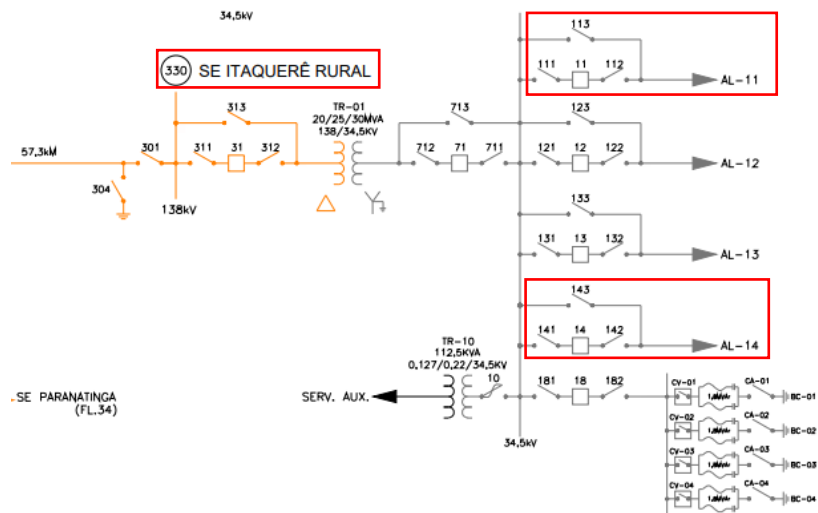 34,5kV
330 SE ITAQUERÊ RURAL
113
111 11 112
AL-11
313
TR-01
20/25/30MVA
138/34,5KV
713
123
57,3kM
301
311 31 312
712 71 711
121 12 122
AL-12
304
138kV
133
131 13 132
AL-13
143
141 14 142
AL-14
TR-10
112,5KVA
0,127/0,22/34,5KV
SE PARANATINGA
(FL.34)
SERV. AUX.
10
181 18 182
34,5kV
CV-01 CA-01 BC-01
CV-02 CA-02 BC-02
CV-03 CA-03 BC-03
CV-04 CA-04 BC-04